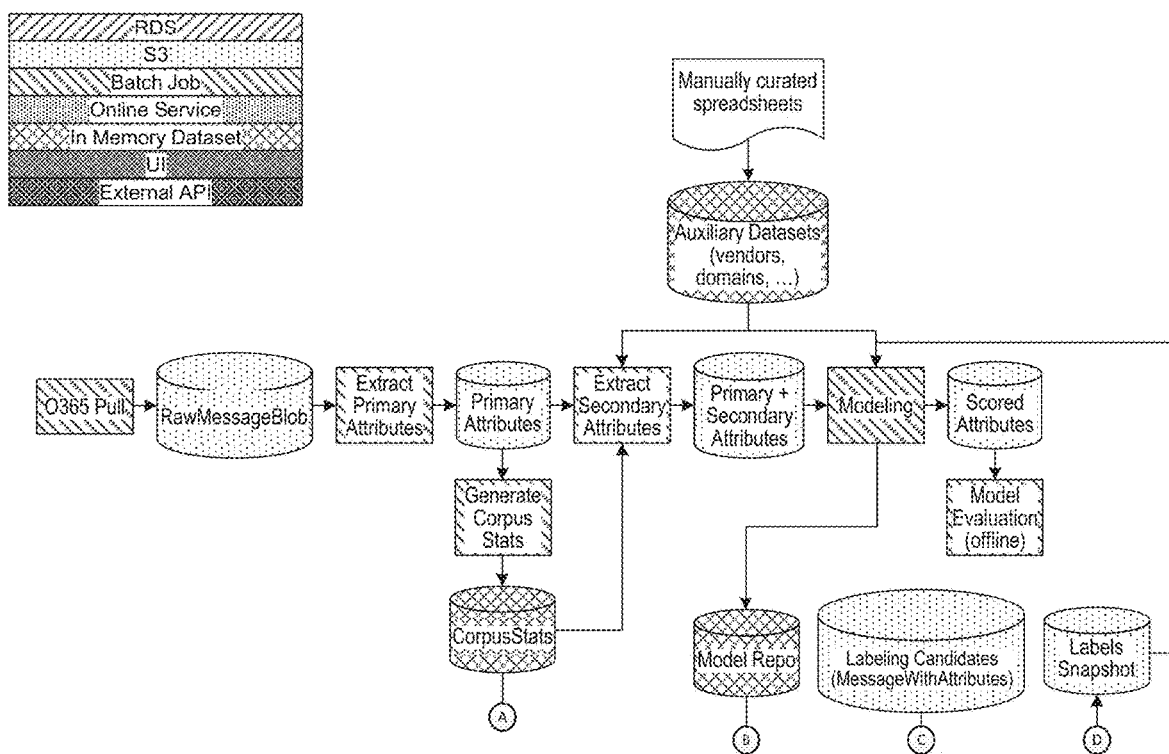 RDS
S3
Batch Job
Online Service
In Memory Dataset
UI
External API
Manually curated
spreadsheets
Auxiliary Datasets
(vendors,
domains, ...)
O365 Pull
RawMessageBlob
Extract
Primary
Attributes
Primary
Attributes
Extract
Secondary
Attributes
Primary +
Secondary
Attributes
Modeling
Scored
Attributes
Generate
Corpus
Stats
Model
Evaluation
(offline)
CorpusStats
Model Repo
Labeling Candidates
(MessageWithAttributes)
Labels
Snapshot
A
B
C
D